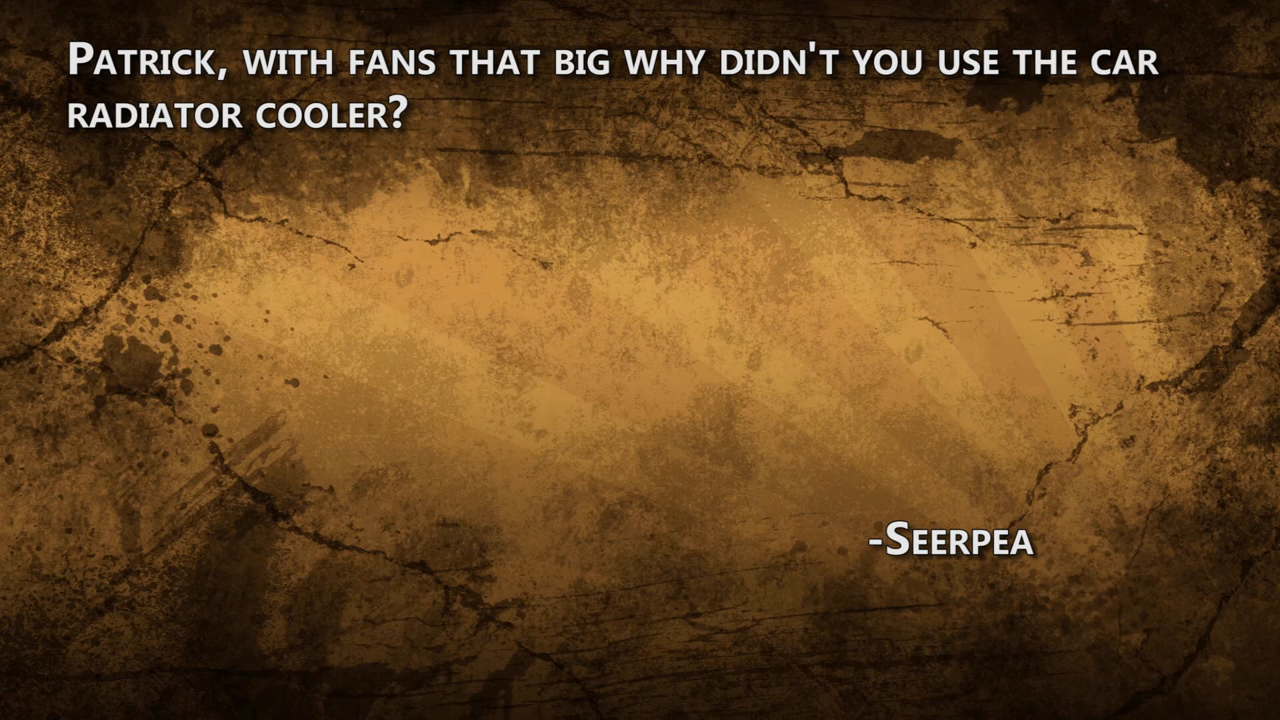 Patrick, with fans that big why didn't you use the car
radiator cooler?
-Seerpea